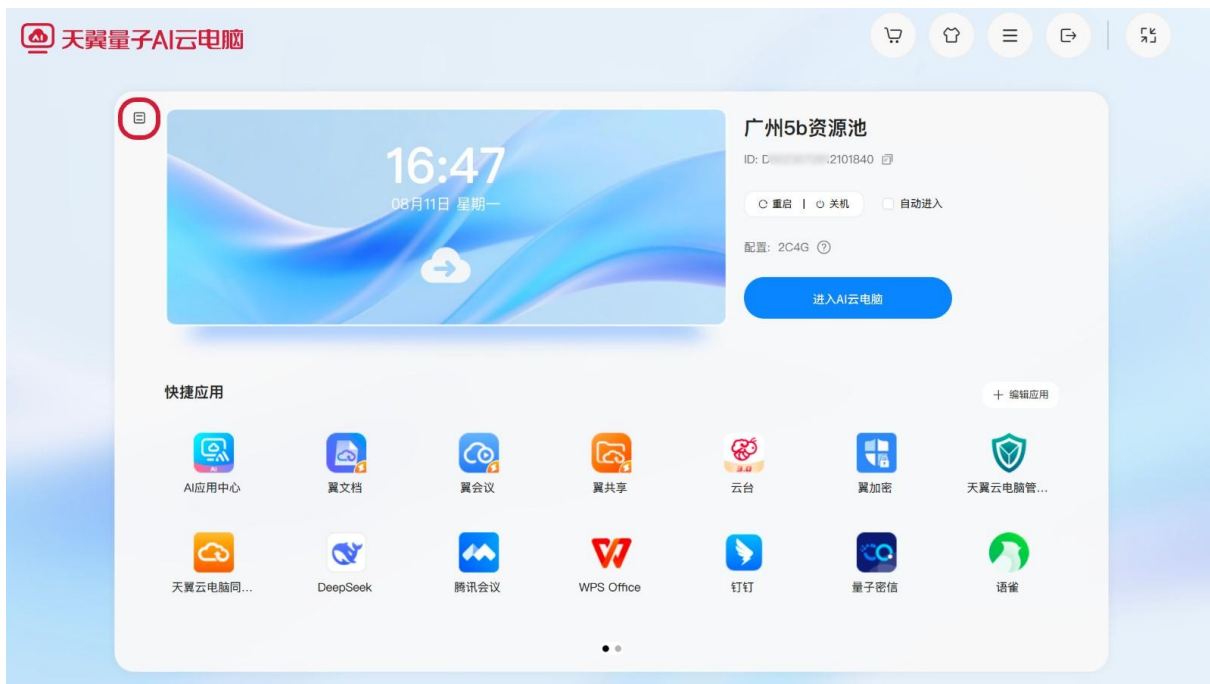 天翼量子AI云电脑
16:47
08月11日 星期一
广州5b资源池
ID: D 2101840
重启 | 关机 自动进入
配置: 2C4G
进入AI云电脑
快捷应用
编辑应用
AI
3.0
AI应用中心 翼文档 翼会议 翼共享 云台 翼加密 天翼云电脑管...
天翼云电脑同... DeepSeek 腾讯会议 WPS Office 钉钉 量子密信 语雀